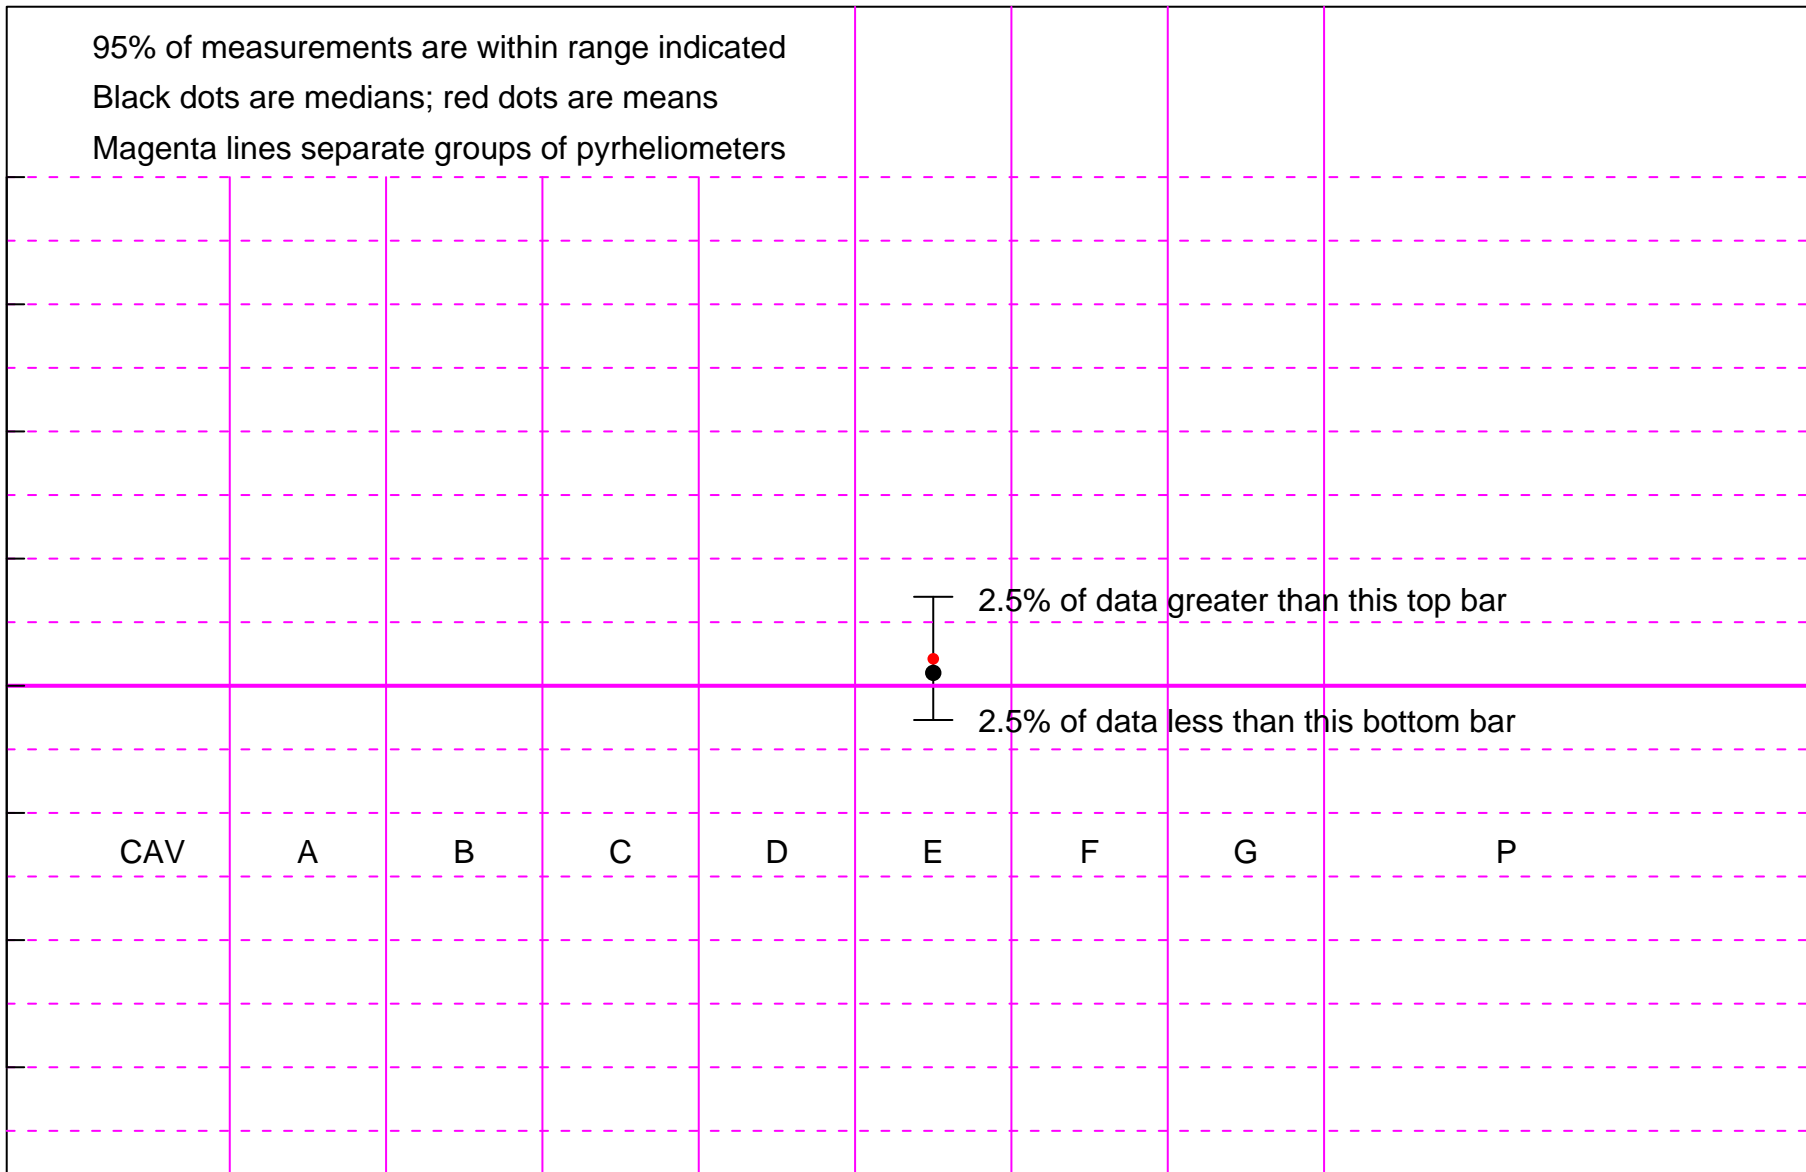 95% of measurements are within range indicated
Black dots are medians; red dots are means
Magenta lines separate groups of pyrheliometers
2.5% of data greater than this top bar
2.5% of data less than this bottom bar
CAV A B C D E F G P